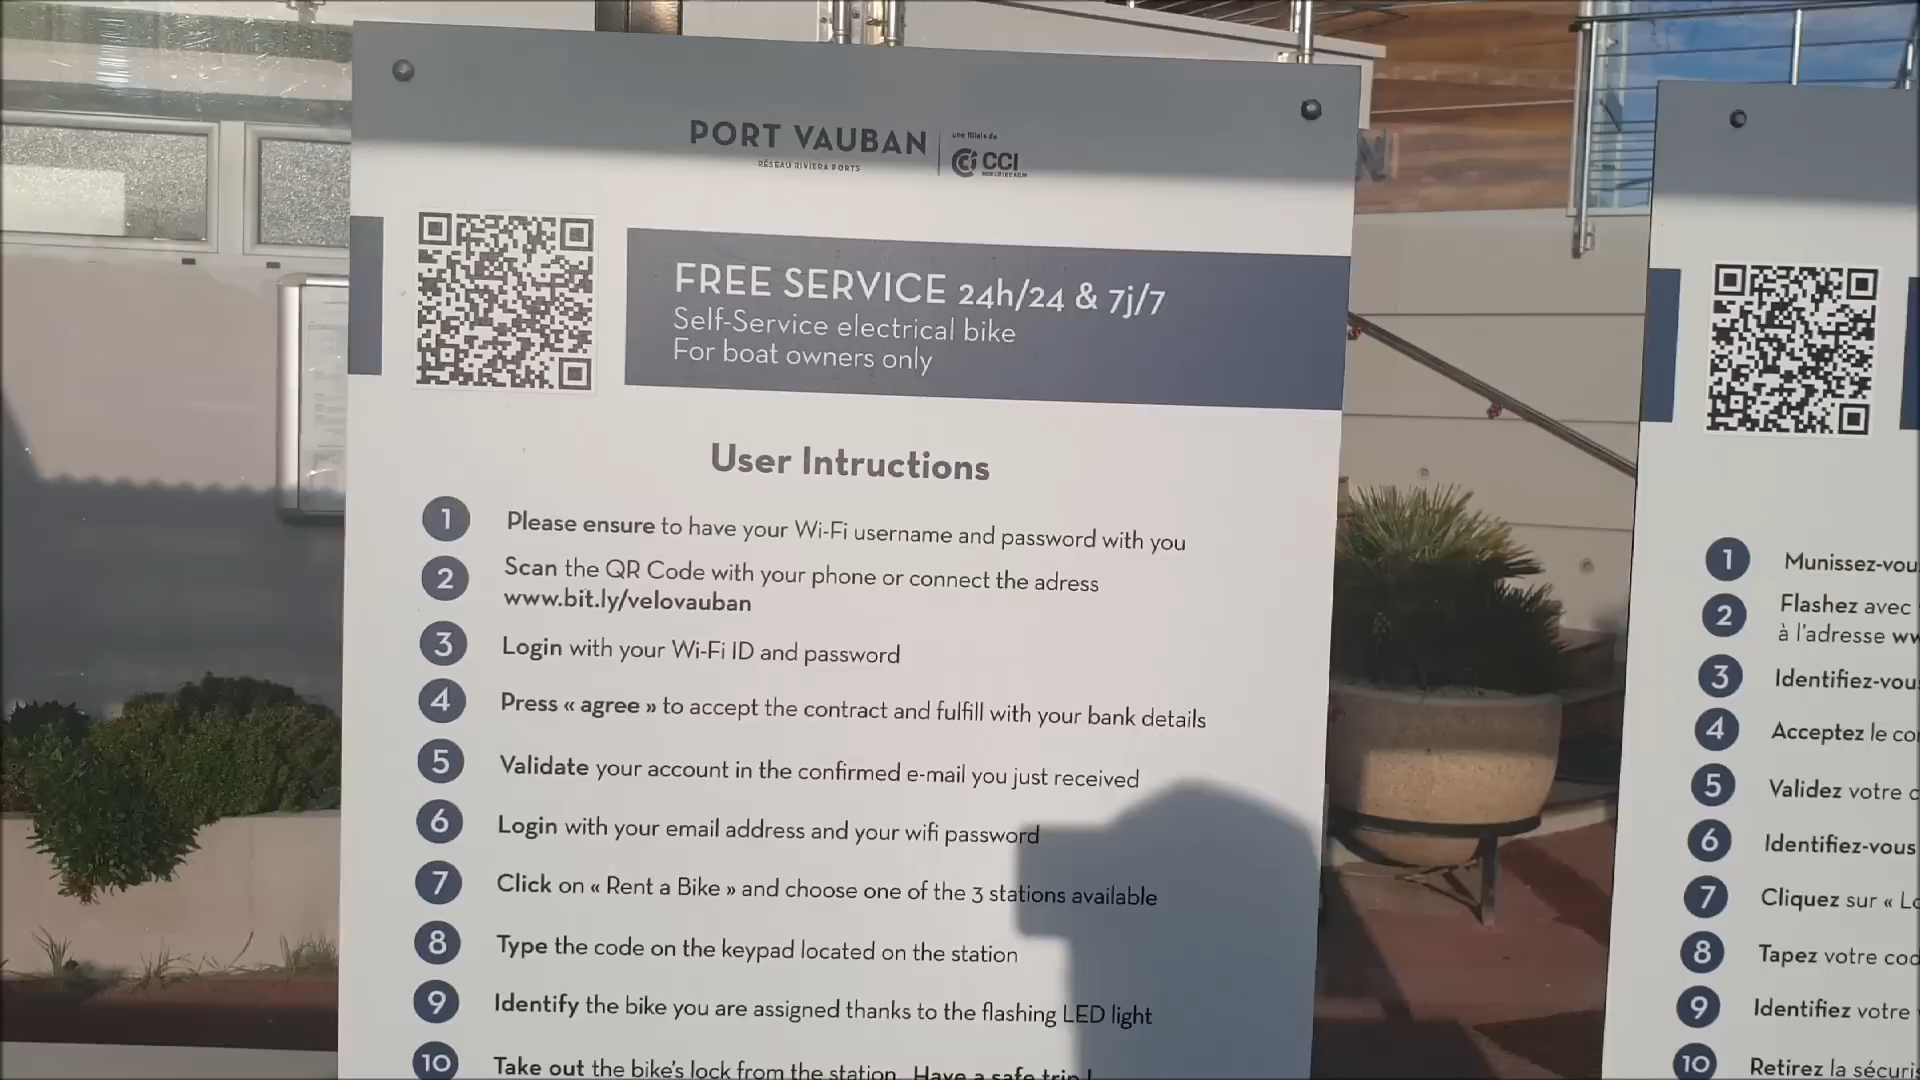 PORT VAUBAN
RÉSEAU RIVIERA PORTS
une filiale de
CCI
FREE SERVICE 24h/24 & 7j/7
Self-Service electrical bike
For boat owners only
User Intructions
1 Please ensure to have your Wi-Fi username and password with you
2 Scan the QR Code with your phone or connect the adress
www.bit.ly/velovauban
3 Login with your Wi-Fi ID and password
4 Press « agree » to accept the contract and fulfill with your bank details
5 Validate your account in the confirmed e-mail you just received
6 Login with your email address and your wifi password
7 Click on « Rent a Bike » and choose one of the 3 stations available
8 Type the code on the keypad located on the station
9 Identify the bike you are assigned thanks to the flashing LED light
10 Take out the bike's lock from the station. Have a safe trip !
N
1 Munissez-vou
2 Flashez avec
à l'adresse ww
3 Identifiez-vou
4 Acceptez le co
5 Validez votre c
6 Identifiez-vous
7 Cliquez sur « Lo
8 Tapez votre cod
9 Identifiez votre
10 Retirez la sécuri